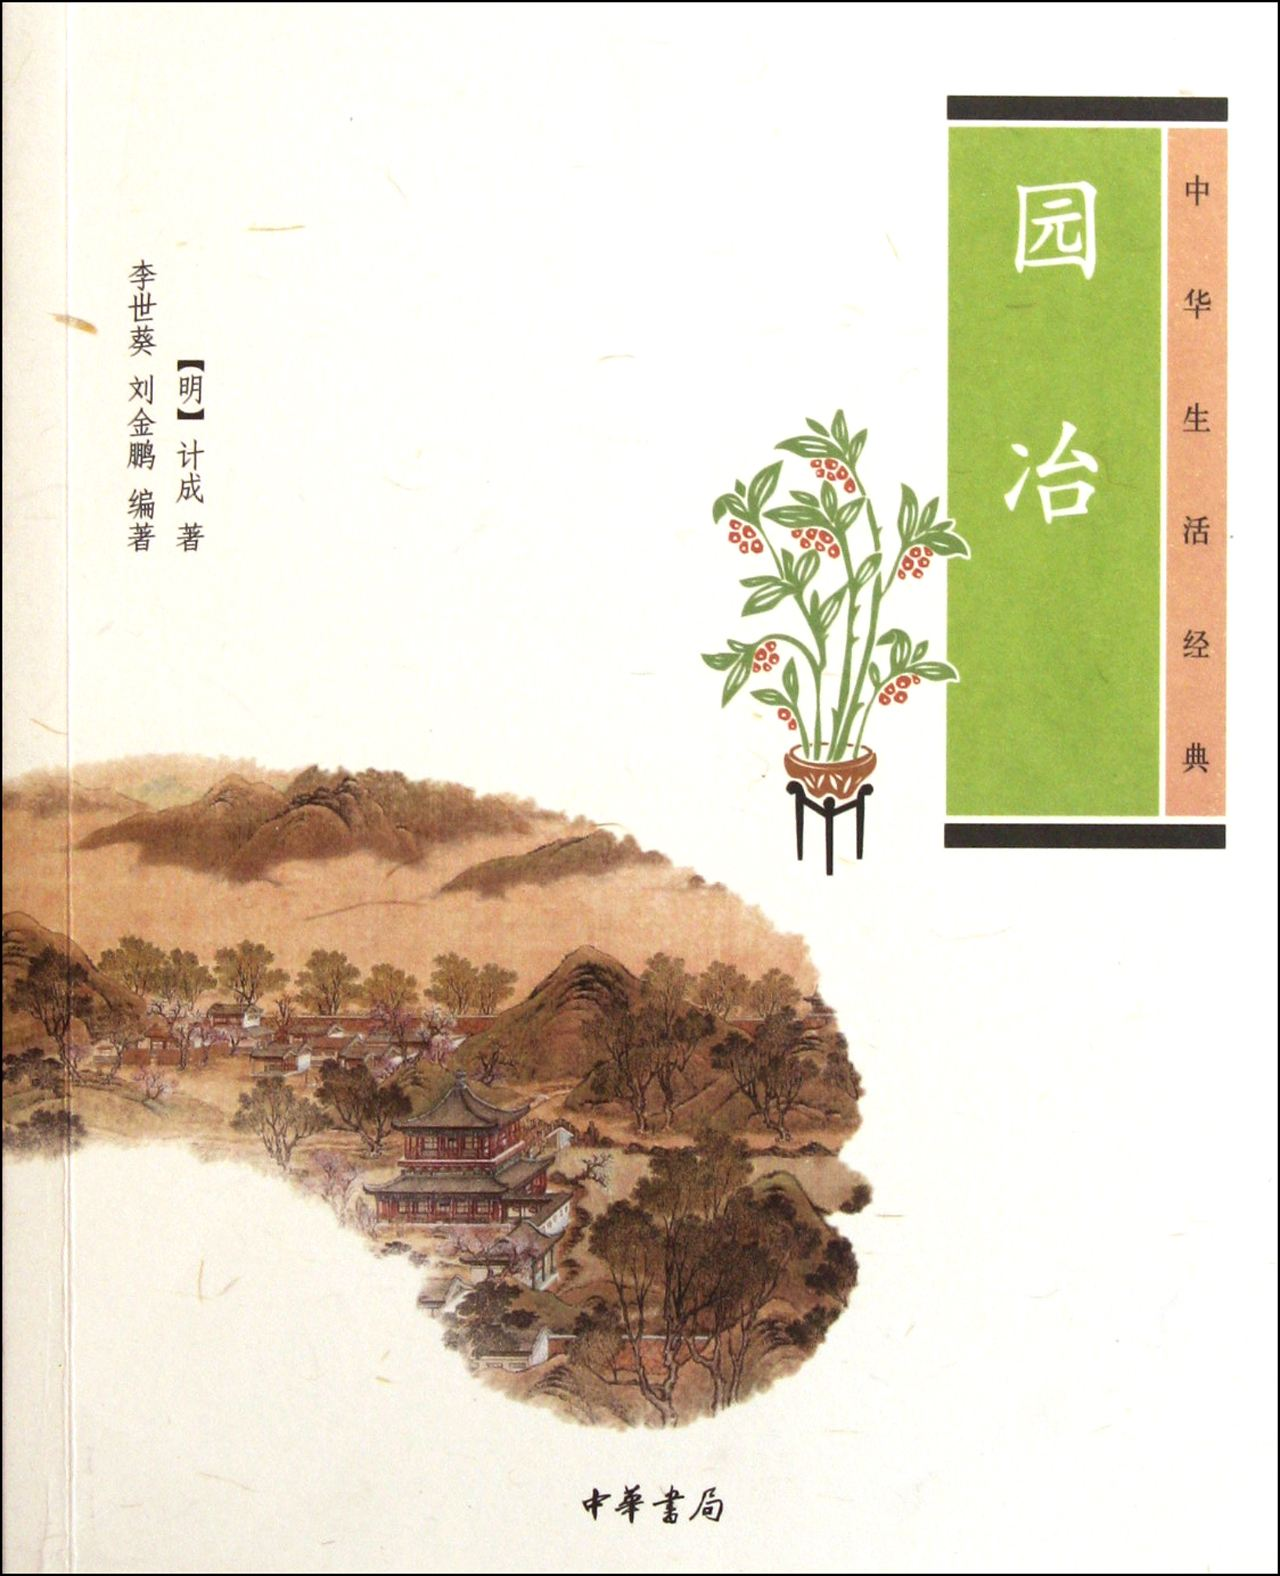 中华生活经典
园冶
【明】计成 著
李世葵 刘金鹏 编著
中華書局